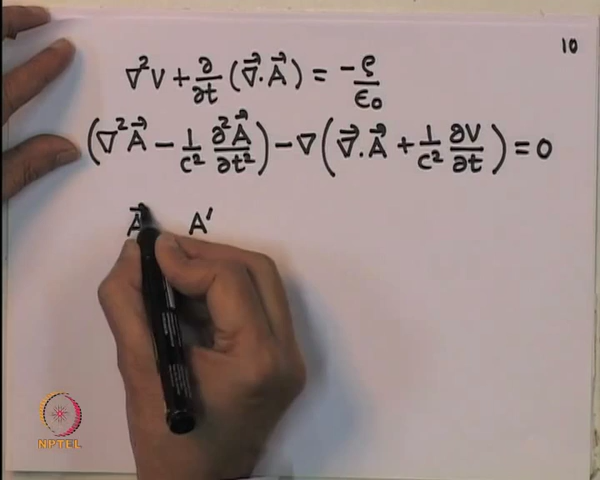 10
∇²V + ∂/∂t (∇⃗·A⃗) = -ρ/ϵ₀
(∇²A⃗ - 1/c² ∂²A⃗/∂t²) - ∇(∇⃗·A⃗ + 1/c² ∂V/∂t) = 0
A⃗ A'
NPTEL